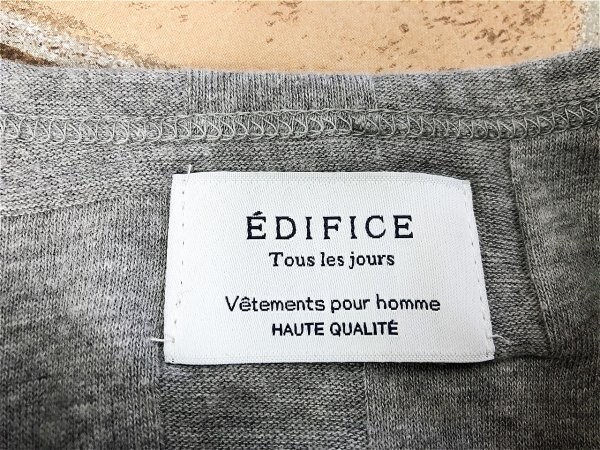 ÉDIFICE
Tous les jours
Vêtements pour homme
HAUTE QUALITÉ